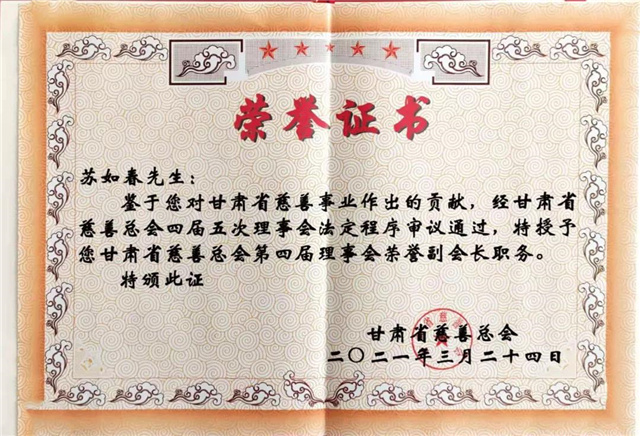 荣誉证书
苏如春先生：
鉴于您对甘肃省慈善事业作出的贡献，经甘肃省
慈善总会四届五次理事会法定程序审议通过，特授予
您甘肃省慈善总会第四届理事会荣誉副会长职务。
特颁此证
甘肃省慈善总会
二〇二一年三月二十四日